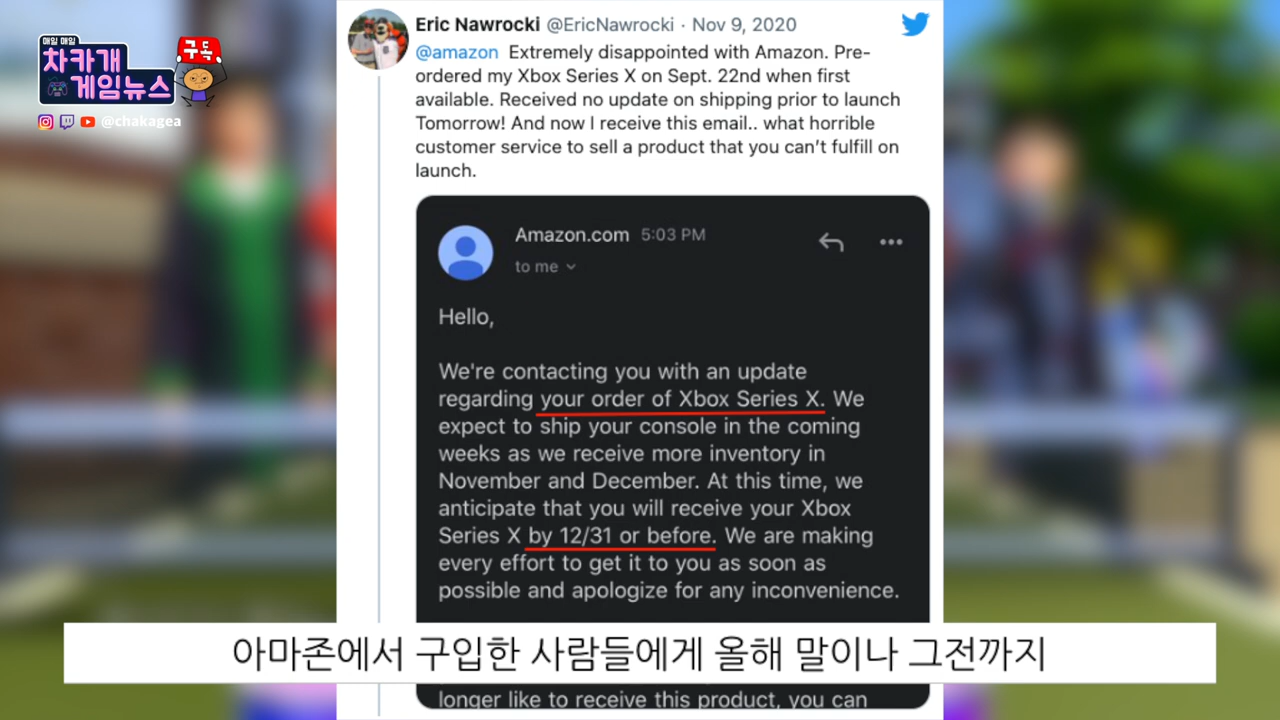 매일 매일
차카개
게임뉴스
구독
@chakagea
Eric Nawrocki @EricNawrocki · Nov 9, 2020
@amazon Extremely disappointed with Amazon. Pre-
ordered my Xbox Series X on Sept. 22nd when first
available. Received no update on shipping prior to launch
Tomorrow! And now I receive this email.. what horrible
customer service to sell a product that you can’t fulfill on
launch.
Amazon.com 5:03 PM
to me
Hello,
We're contacting you with an update
regarding your order of Xbox Series X. We
expect to ship your console in the coming
weeks as we receive more inventory in
November and December. At this time, we
anticipate that you will receive your Xbox
Series X by 12/31 or before. We are making
every effort to get it to you as soon as
possible and apologize for any inconvenience.
아마존에서 구입한 사람들에게 올해 말이나 그전까지
longer like to receive this product, you can